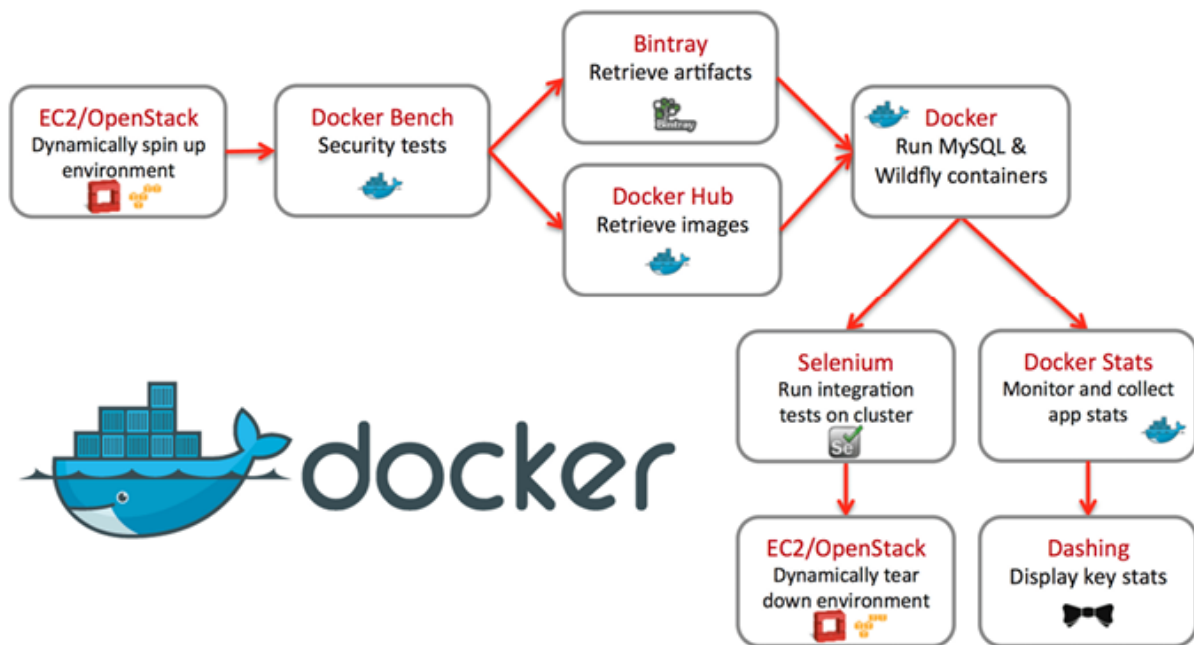 EC2/OpenStack
Dynamically spin up
environment
Docker Bench
Security tests
Bintray
Retrieve artifacts
Bintray
Docker Hub
Retrieve images
Docker
Run MySQL &
Wildfly containers
Selenium
Run integration
tests on cluster
Se
Docker Stats
Monitor and collect
app stats
EC2/OpenStack
Dynamically tear
down environment
Dashing
Display key stats
docker